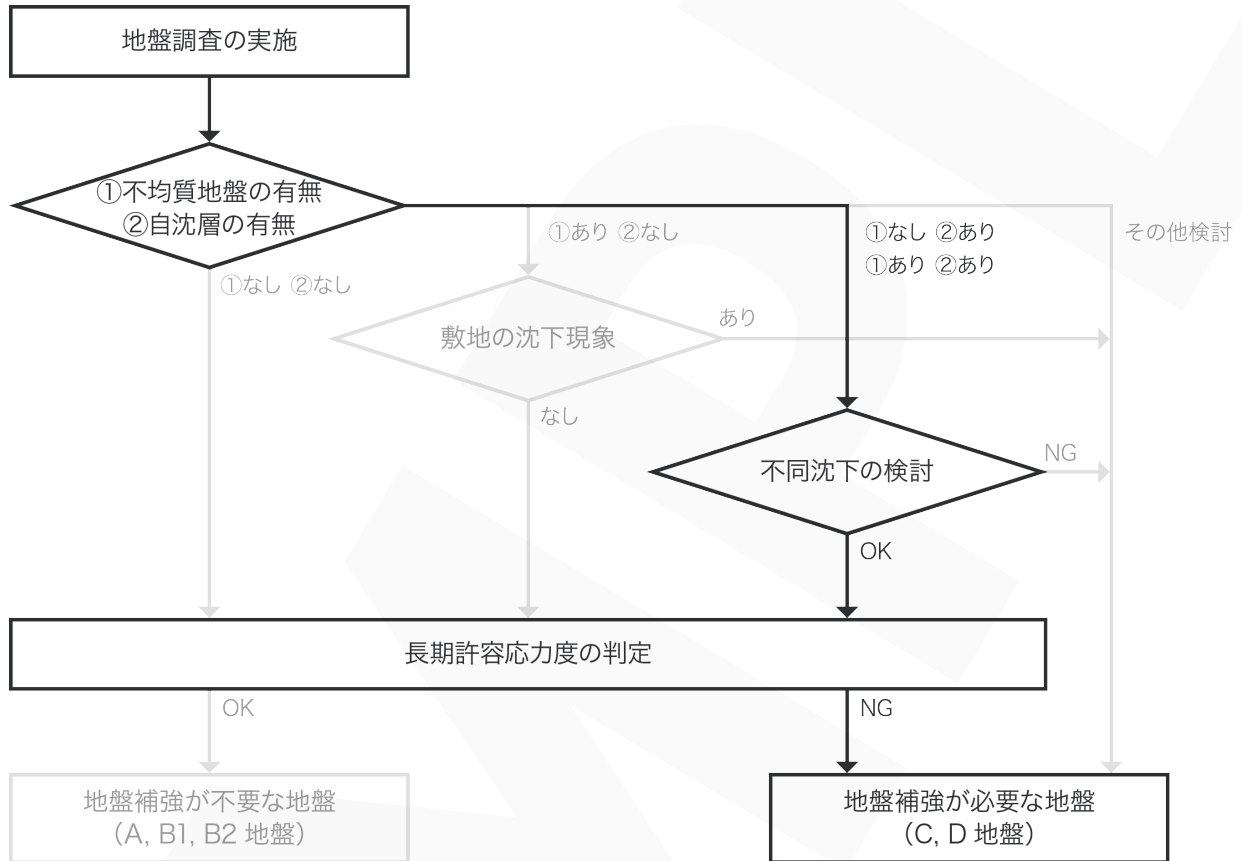 地盤調査の実施
①不均質地盤の有無
②自沈層の有無
①あり ②なし
①なし ②あり
①あり ②あり
その他検討
①なし ②なし
敷地の沈下現象
あり
なし
不同沈下の検討
NG
OK
長期許容応力度の判定
OK
NG
地盤補強が不要な地盤
（A, B1, B2 地盤）
地盤補強が必要な地盤
（C, D 地盤）